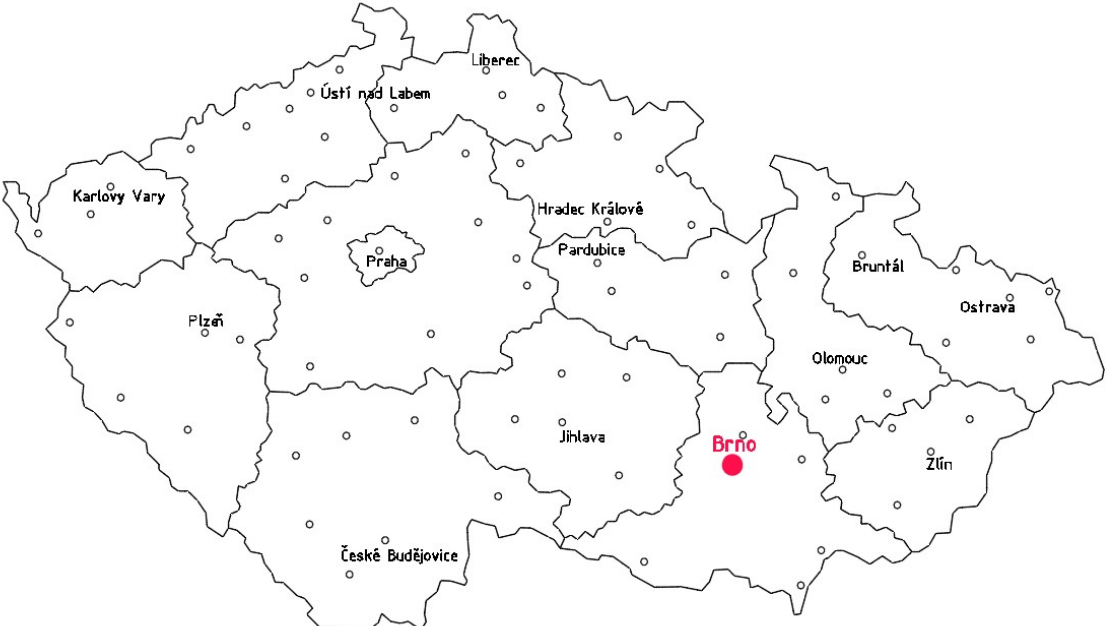 Liberec
Ústí nad Labem
Karlovy Vary
Hradec Králové
Pardubice
Praha
Bruntál
Ostrava
Plzeň
Olomouc
Jihlava
Brno
Zlín
České Budějovice